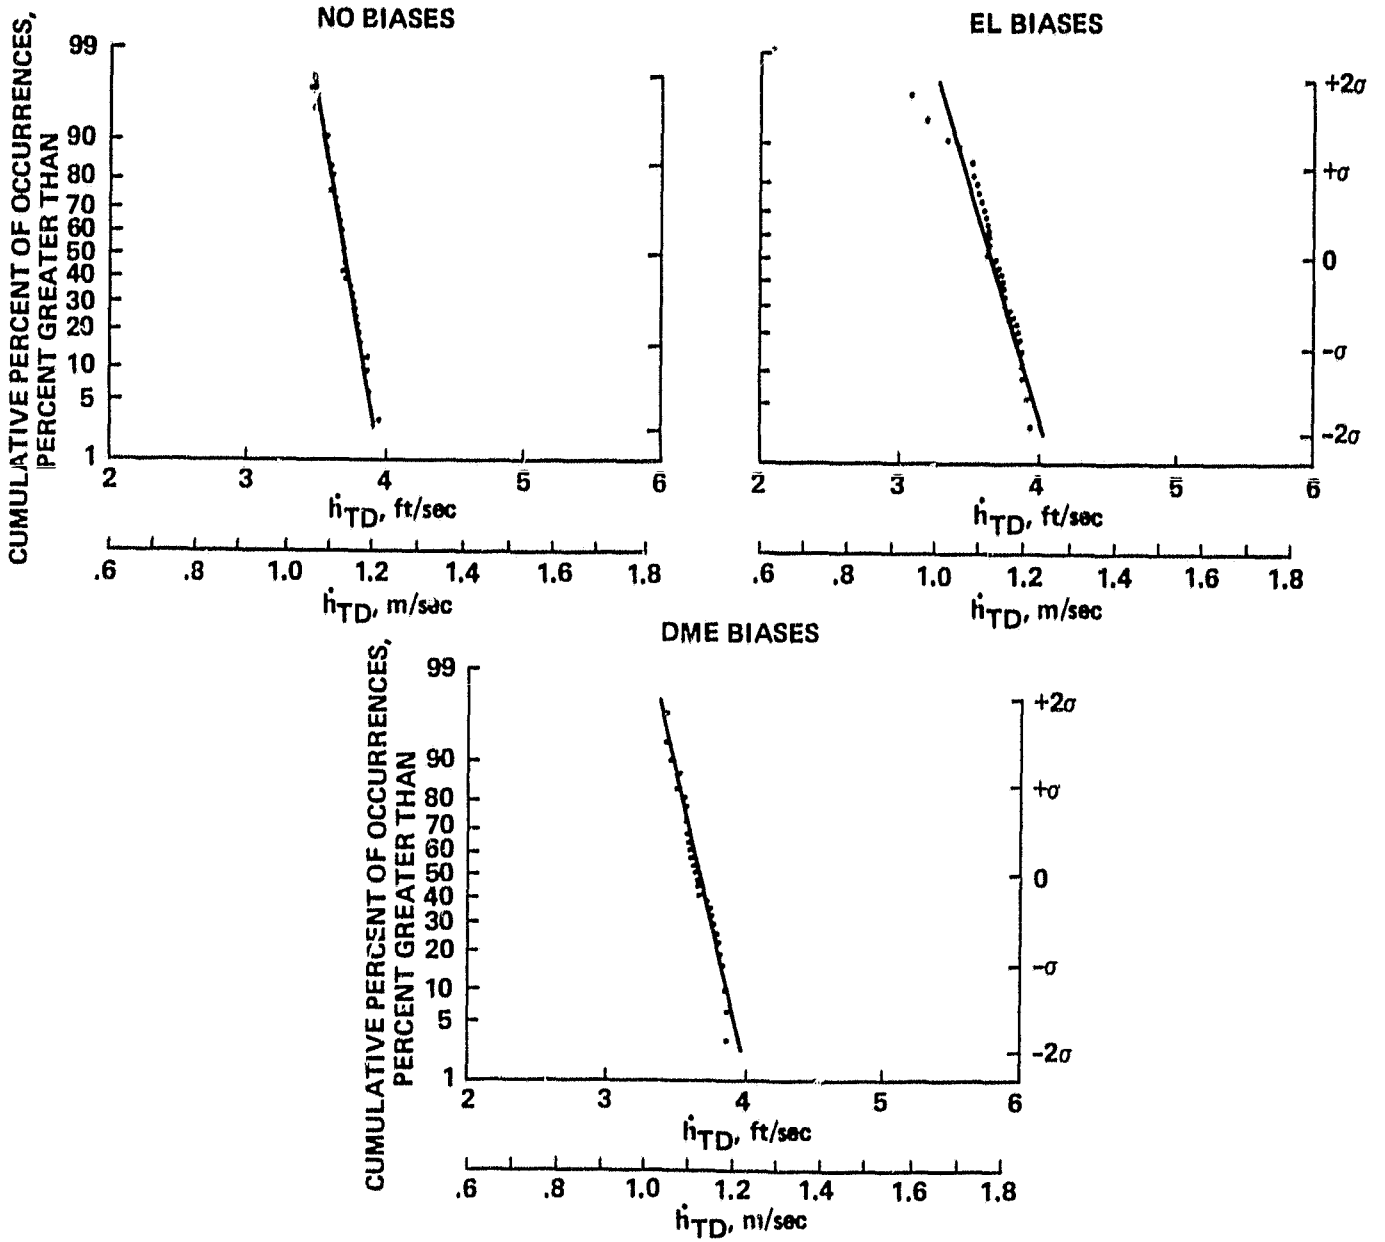 NO BIASES
CUMULATIVE PERCENT OF OCCURRENCES,
PERCENT GREATER THAN
99
90
80
70
60
50
40
30
20
10
5
1
2 3 4 5 6
ḣTD, ft/sec
.6 .8 1.0 1.2 1.4 1.6 1.8
ḣTD, m/sec
EL BIASES
+2σ
+σ
0
-σ
-2σ
2 3 4 5 6
ḣTD, ft/sec
.6 .8 1.0 1.2 1.4 1.6 1.8
ḣTD, m/sec
DME BIASES
CUMULATIVE PERCENT OF OCCURRENCES,
PERCENT GREATER THAN
99
90
80
70
60
50
40
30
20
10
5
1
+2σ
+σ
0
-σ
-2σ
2 3 4 5 6
ḣTD, ft/sec
.6 .8 1.0 1.2 1.4 1.6 1.8
ḣTD, m/sec